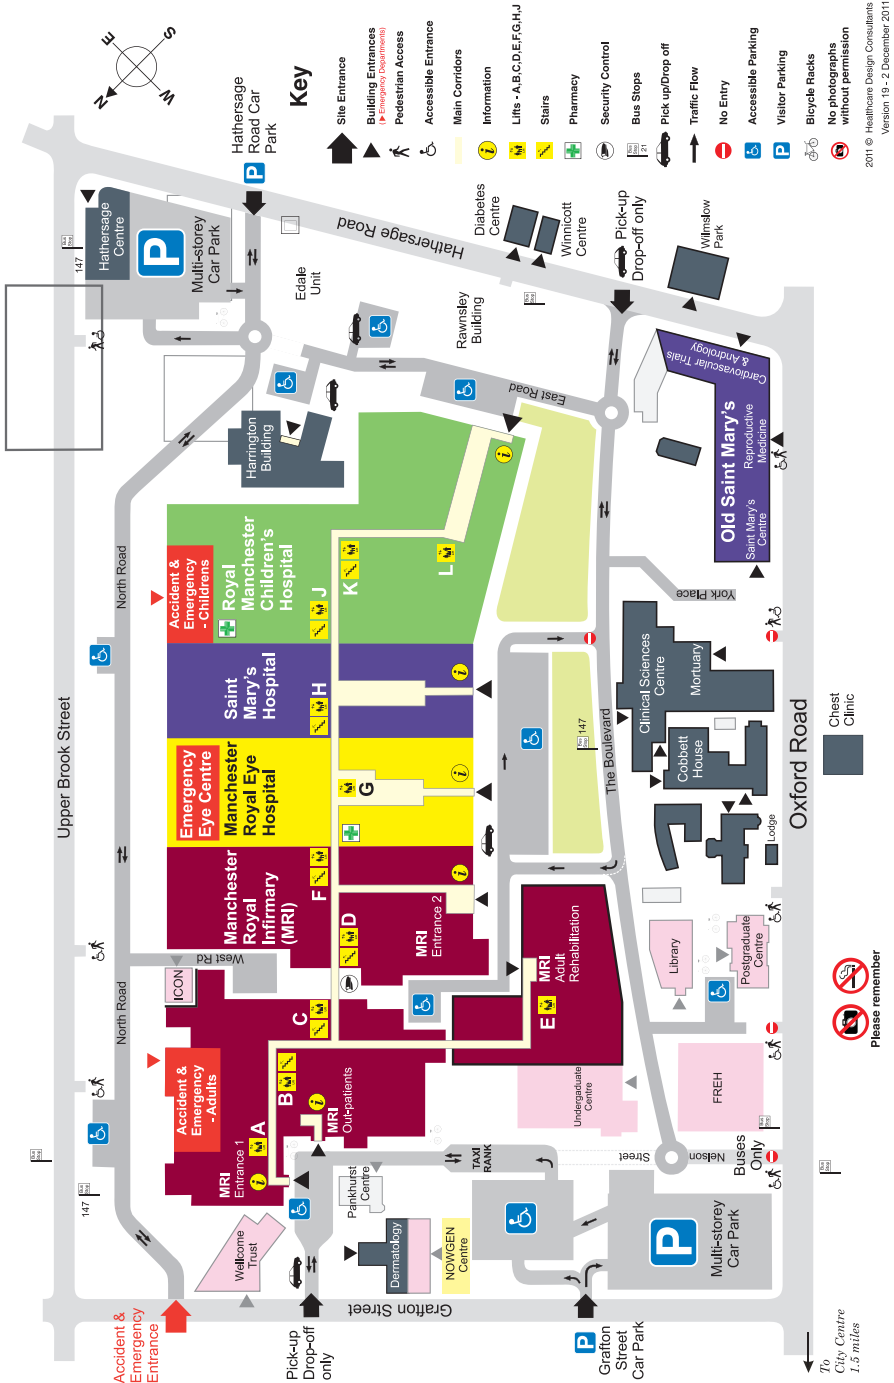 Key
Site Entrance
Building Entrances
(▶Emergency Departments)
Pedestrian Access
Accessible Entrance
Main Corridors
Information
Lifts - A,B,C,D,E,F,G,H,J
Stairs
Pharmacy
Security Control
Bus Stops
Pick up/Drop off
Traffic Flow
No Entry
Accessible Parking
Visitor Parking
Bicycle Racks
No photographs
without permission
2011 © Healthcare Design Consultants
Version 19 - 2 December 2011
N
E
S
W
Upper Brook Street
Hathersage Road
Oxford Road
Grafton Street
Hathersage
Road Car
Park
P
Hathersage
Centre
147
Multi-storey
Car Park
P
Edale
Unit
Rawnsley
Building
Diabetes
Centre
Winnicott
Centre
Pick-up
Drop-off only
Wilmslow
Park
East Road
North Road
Harrington
Building
Accident &
Emergency
- Childrens
Royal
Manchester
Children's
Hospital
J
K
L
Saint
Mary's
Hospital
H
Emergency
Eye Centre
Manchester
Royal Eye
Hospital
G
Manchester
Royal
Infirmary
(MRI)
F
D
MRI
Entrance 2
West Rd
ICON
North Road
C
Accident &
Emergency
- Adults
A
B
MRI
Entrance 1
MRI
Out-patients
E
MRI
Adult
Rehabilitation
Cardiovascular Trials
& Andrology
Old Saint Mary's
Saint Mary's
Centre
Reproductive
Medicine
York Place
The Boulevard
147
Clinical Sciences
Centre
Mortuary
Cobbett
House
Lodge
Chest
Clinic
Library
Postgraduate
Centre
Undergraduate
Centre
FREH
Nelson
Street
Buses
Only
TAXI
RANK
Pankhurst
Centre
Dermatology
NOWGEN
Centre
Wellcome
Trust
147
Accident &
Emergency
Entrance
Pick-up
Drop-off
only
P
Grafton
Street
Car Park
P
Multi-storey
Car Park
To
City Centre
1.5 miles
Please remember